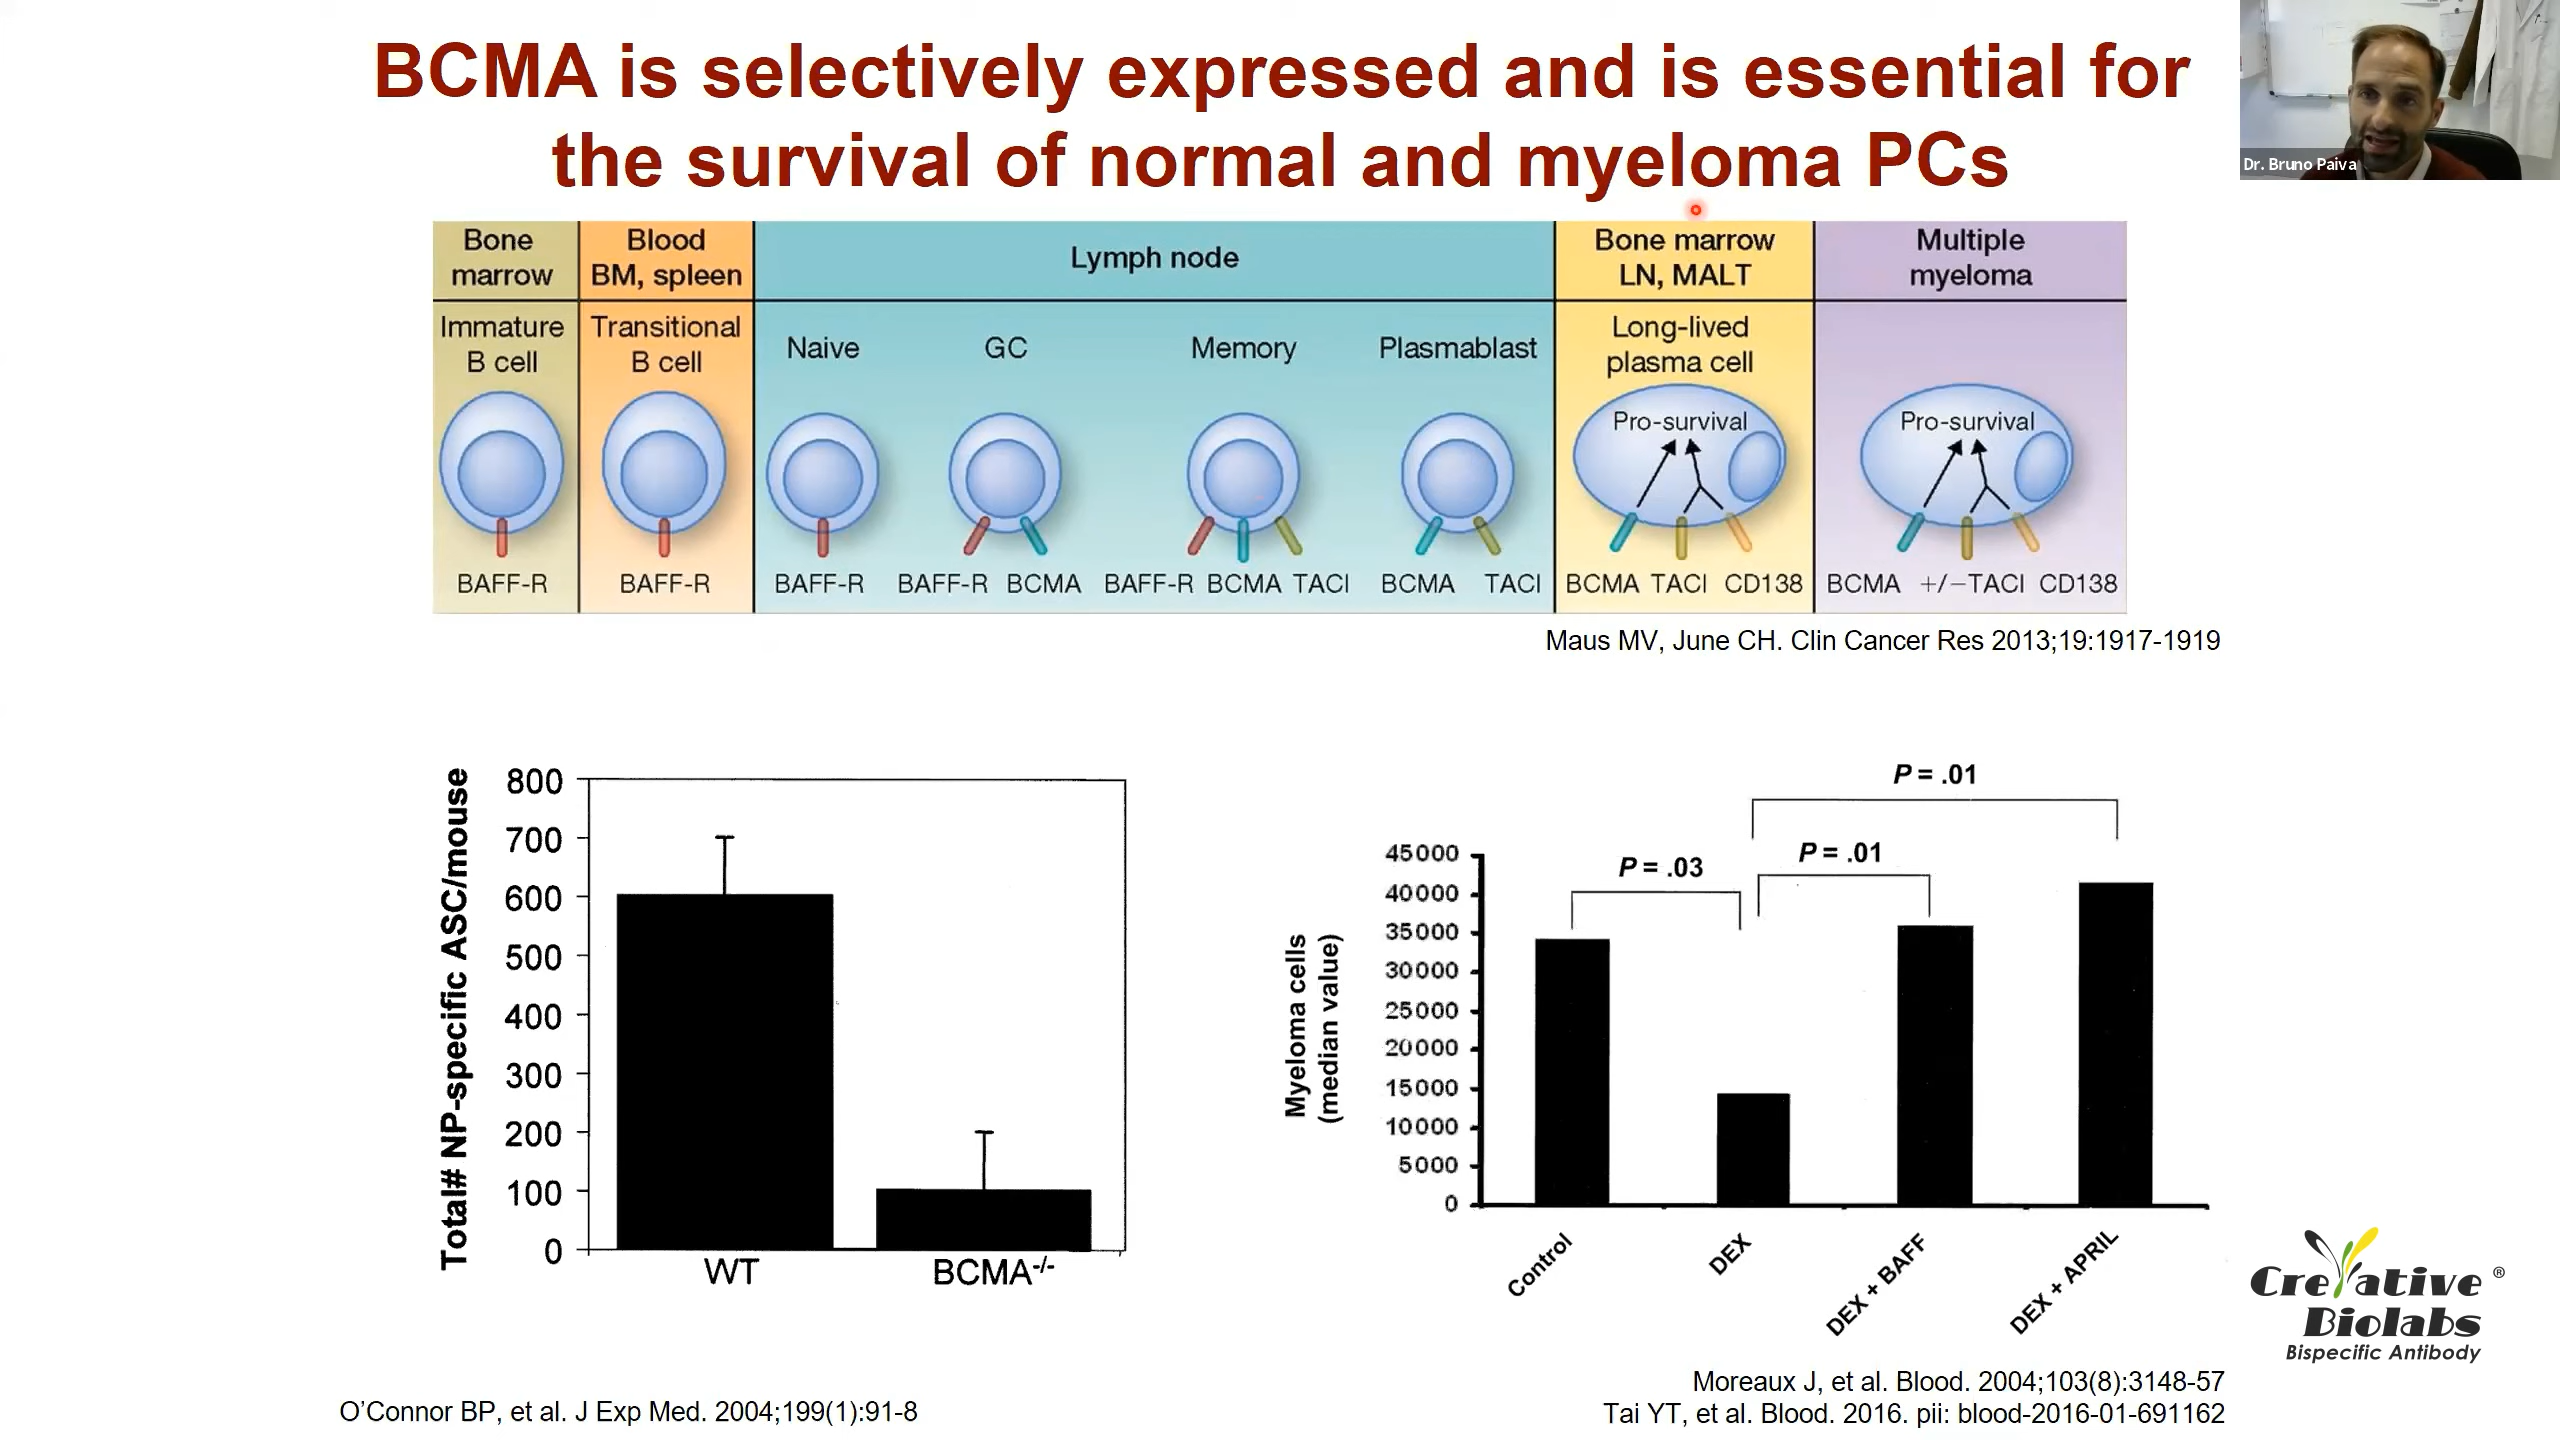 BCMA is selectively expressed and is essential for
the survival of normal and myeloma PCs
Dr. Bruno Paiva
Bone
marrow
Blood
BM, spleen
Lymph node
Bone marrow
LN, MALT
Multiple
myeloma
Immature
B cell
Transitional
B cell
Naive
GC
Memory
Plasmablast
Long-lived
plasma cell
Pro-survival
Pro-survival
BAFF-R
BAFF-R
BAFF-R
BAFF-R BCMA
BAFF-R BCMA TACI
BCMA TACI
BCMA TACI CD138
BCMA +/−TACI CD138
Maus MV, June CH. Clin Cancer Res 2013;19:1917-1919
Total# NP-specific ASC/mouse
800
700
600
500
400
300
200
100
0
WT
BCMA-/-
O'Connor BP, et al. J Exp Med. 2004;199(1):91-8
P = .01
P = .01
P = .03
Myeloma cells
(median value)
45000
40000
35000
30000
25000
20000
15000
10000
5000
0
Control
DEX
DEX + BAFF
DEX + APRIL
Creative ®
Biolabs
Bispecific Antibody
Moreaux J, et al. Blood. 2004;103(8):3148-57
Tai YT, et al. Blood. 2016. pii: blood-2016-01-691162